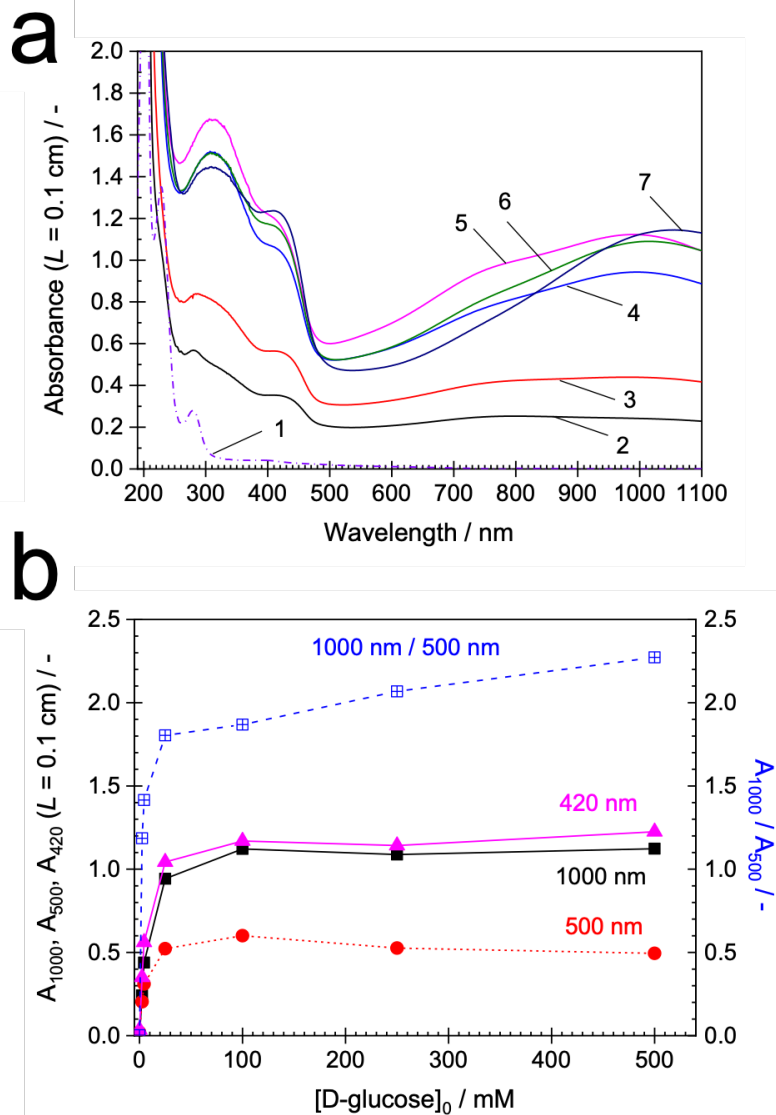 a
2.0
1.8
1.6
1.4
1.2
1.0
0.8
0.6
0.4
0.2
0.0
Absorbance (L = 0.1 cm) / -
1
2
3
4
5
6
7
200 300 400 500 600 700 800 900 1000 1100
Wavelength / nm
b
2.5
2.0
1.5
1.0
0.5
0.0
A1000, A500, A420 (L = 0.1 cm) / -
1000 nm / 500 nm
420 nm
1000 nm
500 nm
2.5
2.0
1.5
1.0
0.5
0.0
A1000 / A500 / -
0 100 200 300 400 500
[D-glucose]0 / mM